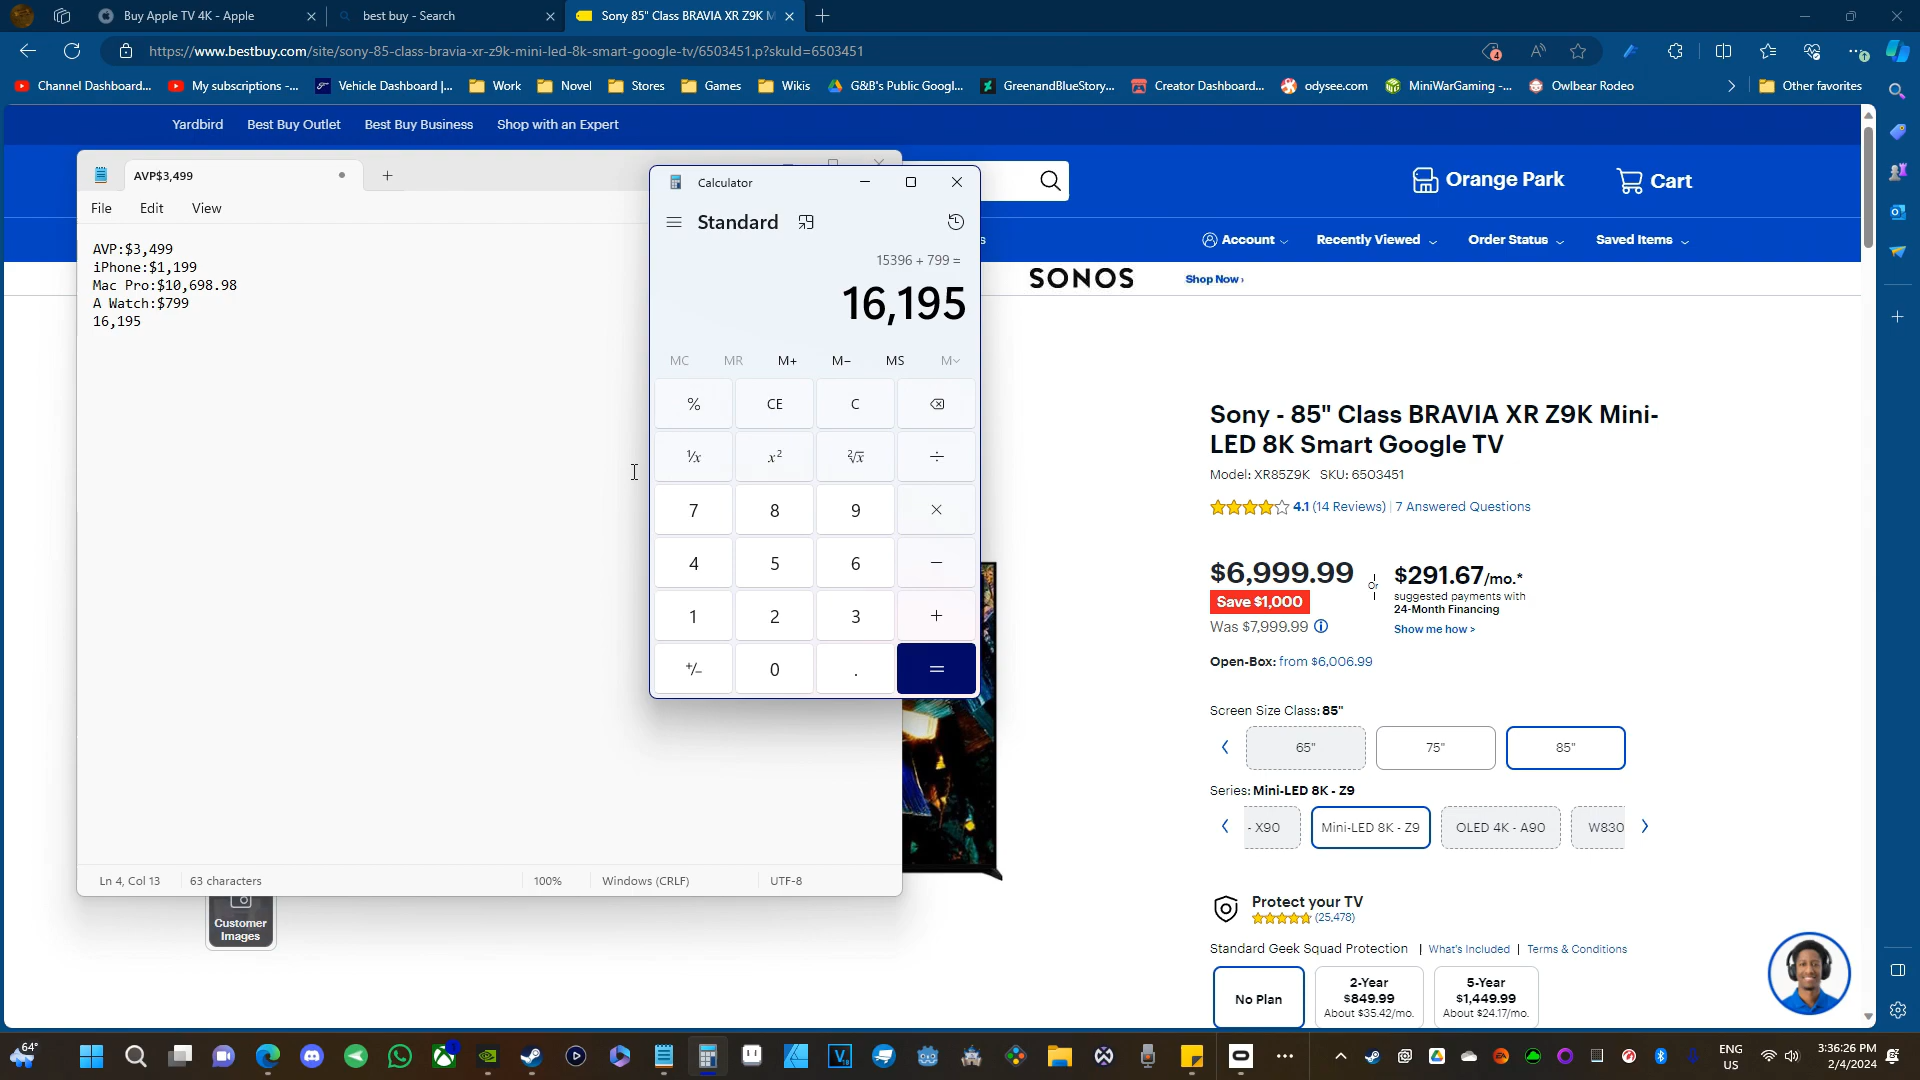 Buy Apple TV 4K - Apple
best buy - Search
Sony 85" Class BRAVIA XR Z9K M
https://www.bestbuy.com/site/sony-85-class-bravia-xr-z9k-mini-led-8k-smart-google-tv/6503451.p?skuId=6503451
4
Channel Dashboard...
My subscriptions -...
Vehicle Dashboard |...
Work
Novel
Stores
Games
Wikis
G&B's Public Googl...
GreenandBlueStory...
Creator Dashboard...
odysee.com
MiniWarGaming -...
Owlbear Rodeo
Other favorites
Yardbird
Best Buy Outlet
Best Buy Business
Shop with an Expert
Orange Park
Cart
Account
Recently Viewed
Order Status
Saved Items
s
SONOS
Shop Now ›
AVP$3,499
File
Edit
View
AVP:$3,499
iPhone:$1,199
Mac Pro:$10,698.98
A Watch:$799
16,195
Ln 4, Col 13
63 characters
100%
Windows (CRLF)
UTF-8
Calculator
Standard
15396 + 799 =
16,195
MC
MR
M+
M−
MS
M
%
CE
C
¹/x
x²
²√x
÷
7
8
9
×
4
5
6
−
1
2
3
+
+/−
0
.
=
Sony - 85" Class BRAVIA XR Z9K Mini-
LED 8K Smart Google TV
Model: XR85Z9K SKU: 6503451
4.1 (14 Reviews) | 7 Answered Questions
$6,999.99
Save $1,000
Was $7,999.99
Or
$291.67/mo.*
suggested payments with
24-Month Financing
Show me how >
Open-Box: from $6,006.99
Screen Size Class: 85"
65"
75"
85"
Series: Mini-LED 8K - Z9
- X90
Mini-LED 8K - Z9
OLED 4K - A90
W830
Protect your TV
(25,478)
Standard Geek Squad Protection | What's Included | Terms & Conditions
No Plan
2-Year
$849.99
About $35.42/mo.
5-Year
$1,449.99
About $24.17/mo.
Customer
Images
64°
ENG
US
3:36:26 PM
2/4/2024